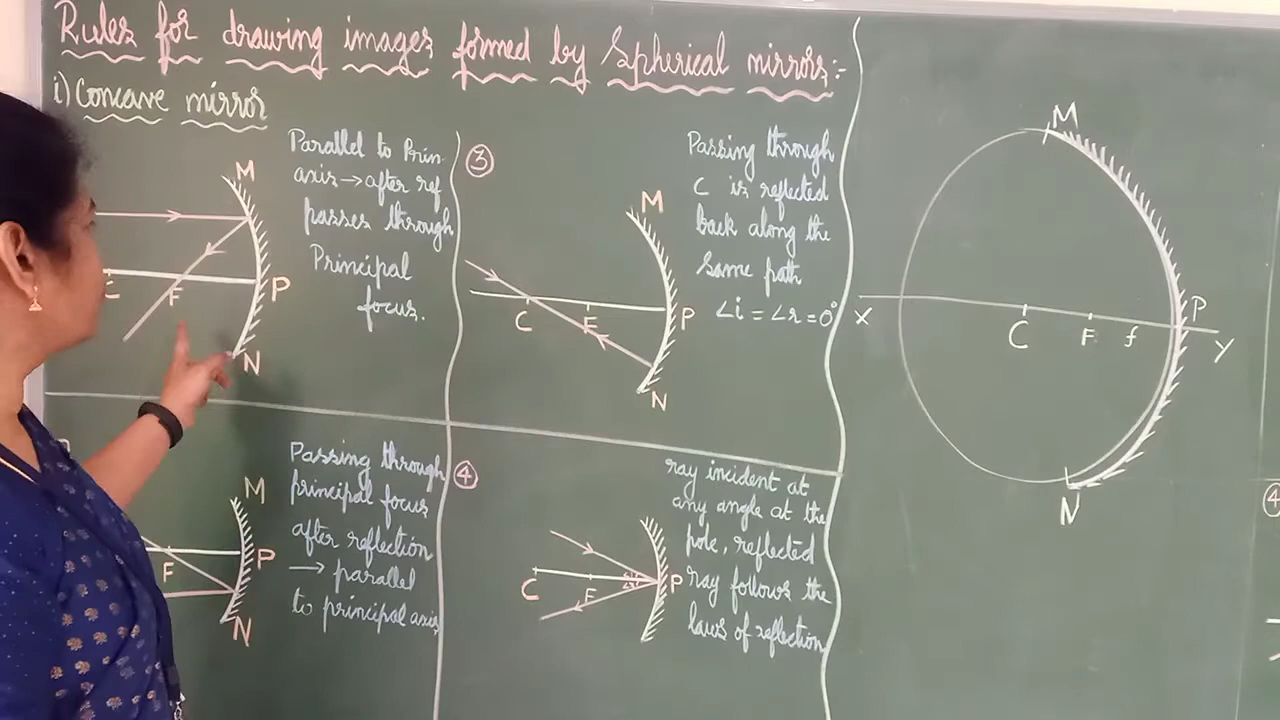 Rules for drawing images formed by Spherical mirrors:-
i) Concave mirror
Parallel to Prin.
axis→after ref
passes through
Principal
focus.
M
C
F
P
N
③
Passing through
C is reflected
back along the
same path
∠i = ∠r = 0°
M
C
F
P
N
Passing through
principal focus
after reflection
→ parallel
to principal axis
M
F
P
N
④
ray incident at
any angle at the
pole, reflected
ray follows the
laws of reflection
C
F
P
M
X
C
F
f
P
Y
N
④